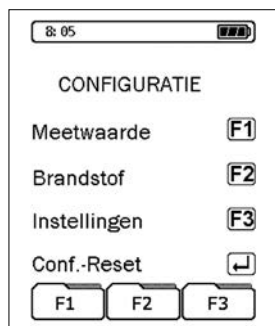 8:05
CONFIGURATIE
Meetwaarde F1
Brandstof F2
Instellingen F3
Conf.-Reset ↵
F1 F2 F3